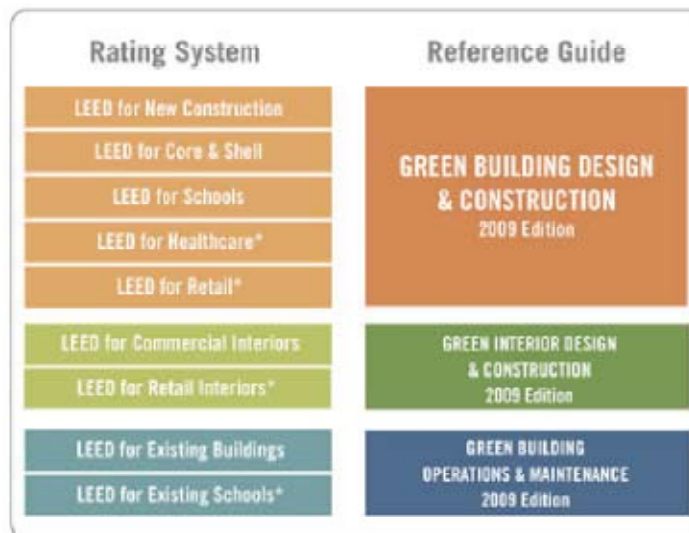 Rating System
Reference Guide
LEED for New Construction
LEED for Core & Shell
LEED for Schools
LEED for Healthcare*
LEED for Retail*
GREEN BUILDING DESIGN
& CONSTRUCTION
2009 Edition
LEED for Commercial Interiors
LEED for Retail Interiors*
GREEN INTERIOR DESIGN
& CONSTRUCTION
2009 Edition
LEED for Existing Buildings
LEED for Existing Schools*
GREEN BUILDING
OPERATIONS & MAINTENANCE
2009 Edition